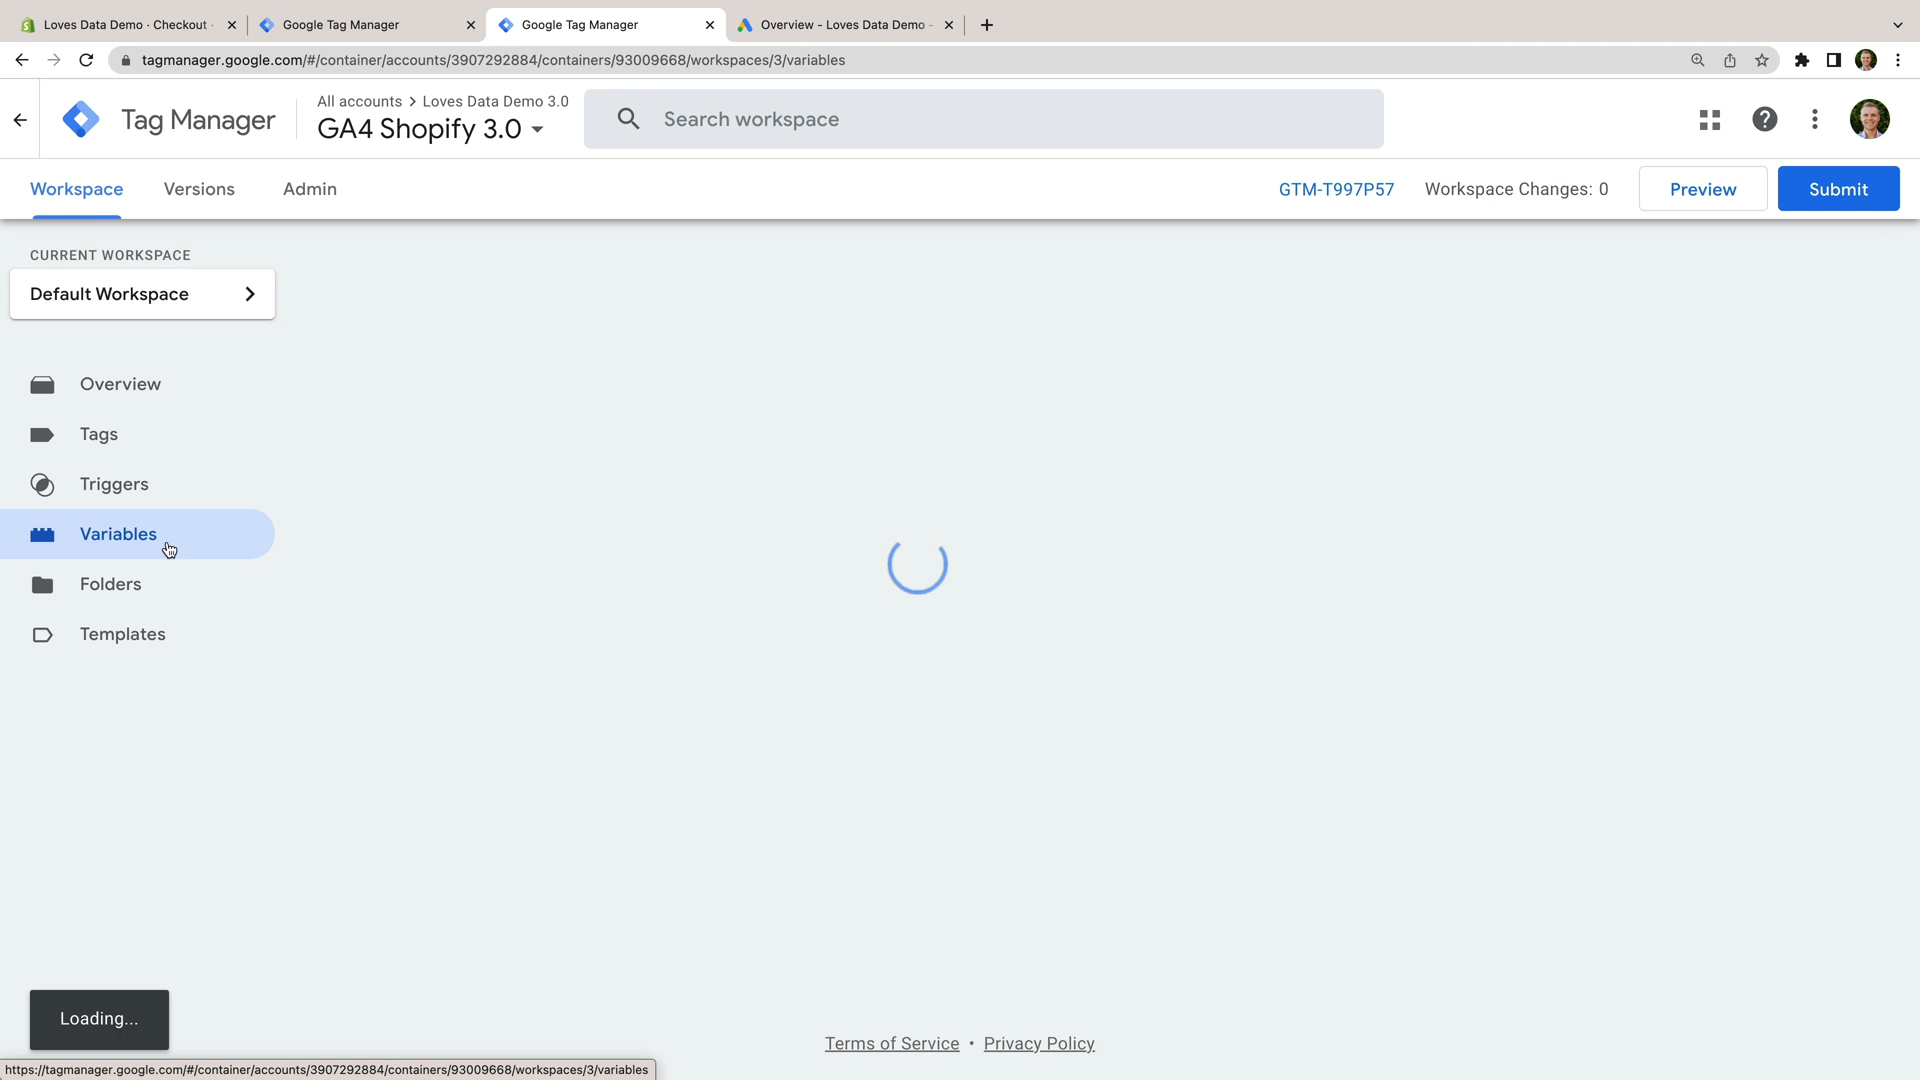 Loves Data Demo · Checkout ·
Google Tag Manager
Google Tag Manager
Overview - Loves Data Demo -
tagmanager.google.com/#/container/accounts/3907292884/containers/93009668/workspaces/3/variables
Tag Manager
All accounts > Loves Data Demo 3.0
GA4 Shopify 3.0
Search workspace
Workspace
Versions
Admin
GTM-T997P57
Workspace Changes: 0
Preview
Submit
CURRENT WORKSPACE
Default Workspace
Overview
Tags
Triggers
Variables
Folders
Templates
Loading...
Terms of Service • Privacy Policy
https://tagmanager.google.com/#/container/accounts/3907292884/containers/93009668/workspaces/3/variables